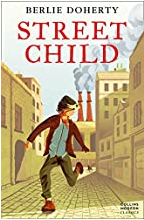 BERLIE DOHERTY
STREET
CHILD
COLLINS
MODERN
CLASSICS